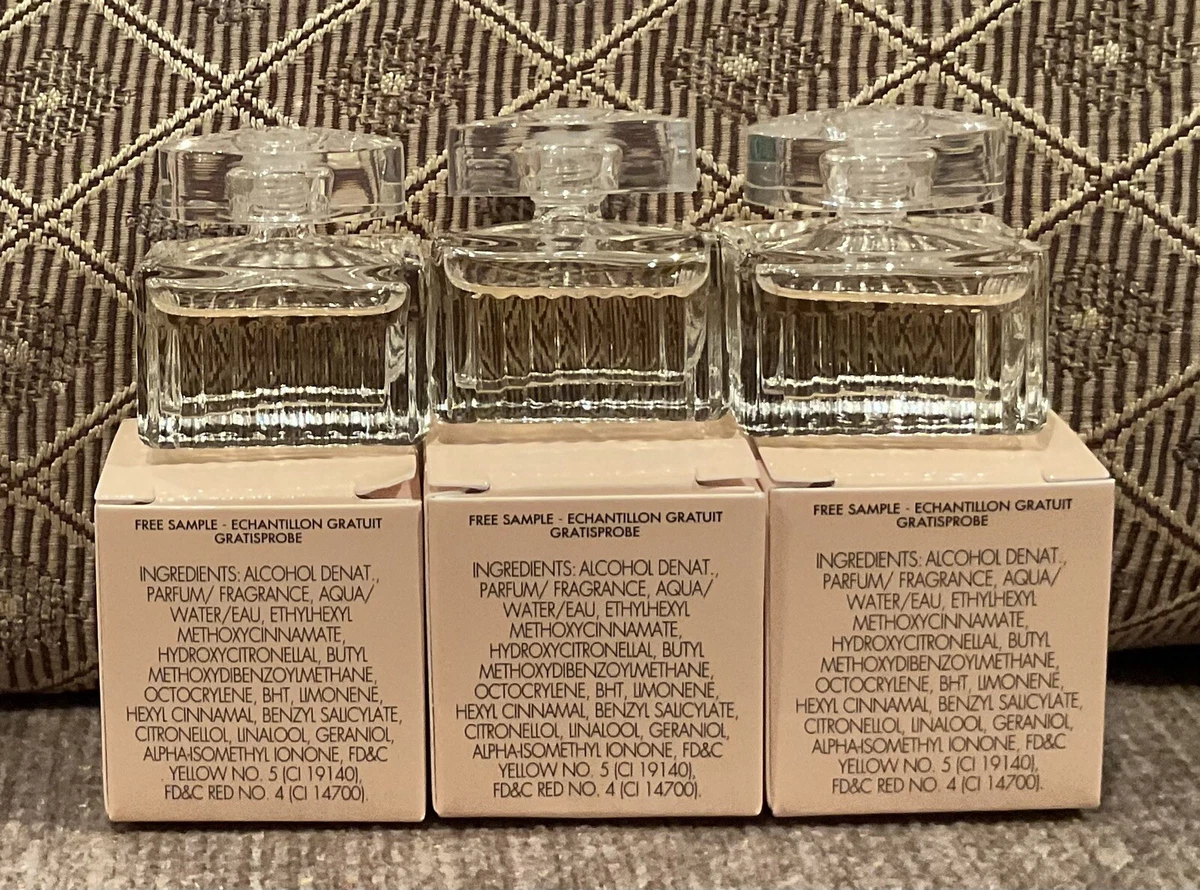 FREE SAMPLE - ECHANTILLON GRATUIT
GRATISPROBE
INGREDIENTS: ALCOHOL DENAT.,
PARFUM/ FRAGRANCE, AQUA/
WATER/EAU, ETHYLHEXYL
METHOXYCINNAMATE,
HYDROXYCITRONELLAL, BUTYL
METHOXYDIBENZOYLMETHANE,
OCTOCRYLENE, BHT, LIMONENE,
HEXYL CINNAMAL, BENZYL SALICYLATE,
CITRONELLOL, LINALOOL, GERANIOL,
ALPHA-ISOMETHYL IONONE, FD&C
YELLOW NO. 5 (CI 19140),
FD&C RED NO. 4 (CI 14700).
FREE SAMPLE - ECHANTILLON GRATUIT
GRATISPROBE
INGREDIENTS: ALCOHOL DENAT.,
PARFUM/ FRAGRANCE, AQUA/
WATER/EAU, ETHYLHEXYL
METHOXYCINNAMATE,
HYDROXYCITRONELLAL, BUTYL
METHOXYDIBENZOYLMETHANE,
OCTOCRYLENE, BHT, LIMONENE,
HEXYL CINNAMAL, BENZYL SALICYLATE,
CITRONELLOL, LINALOOL, GERANIOL,
ALPHA-ISOMETHYL IONONE, FD&C
YELLOW NO. 5 (CI 19140),
FD&C RED NO. 4 (CI 14700).
FREE SAMPLE - ECHANTILLON GRATUIT
GRATISPROBE
INGREDIENTS: ALCOHOL DENAT.,
PARFUM/ FRAGRANCE, AQUA/
WATER/EAU, ETHYLHEXYL
METHOXYCINNAMATE,
HYDROXYCITRONELLAL, BUTYL
METHOXYDIBENZOYLMETHANE,
OCTOCRYLENE, BHT, LIMONENE,
HEXYL CINNAMAL, BENZYL SALICYLATE,
CITRONELLOL, LINALOOL, GERANIOL,
ALPHA-ISOMETHYL IONONE, FD&C
YELLOW NO. 5 (CI 19140),
FD&C RED NO. 4 (CI 14700).